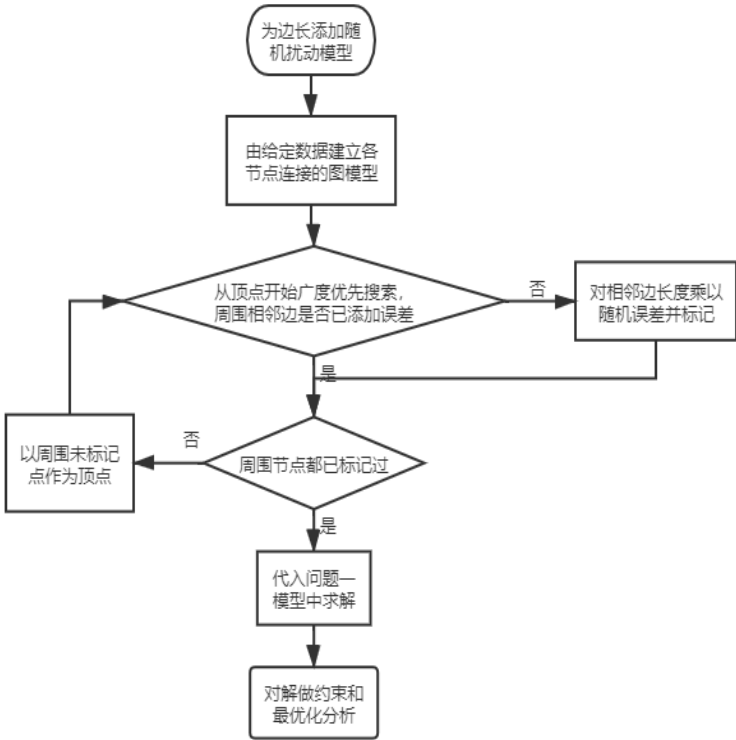 为边长添加随
机扰动模型
由给定数据建立各
节点连接的图模型
从顶点开始广度优先搜索，
周围相邻边是否已添加误差
否
对相邻边长度乘以
随机误差并标记
是
以周围未标记
点作为顶点
否
周围节点都已标记过
是
代入问题一
模型中求解
对解做约束和
最优化分析